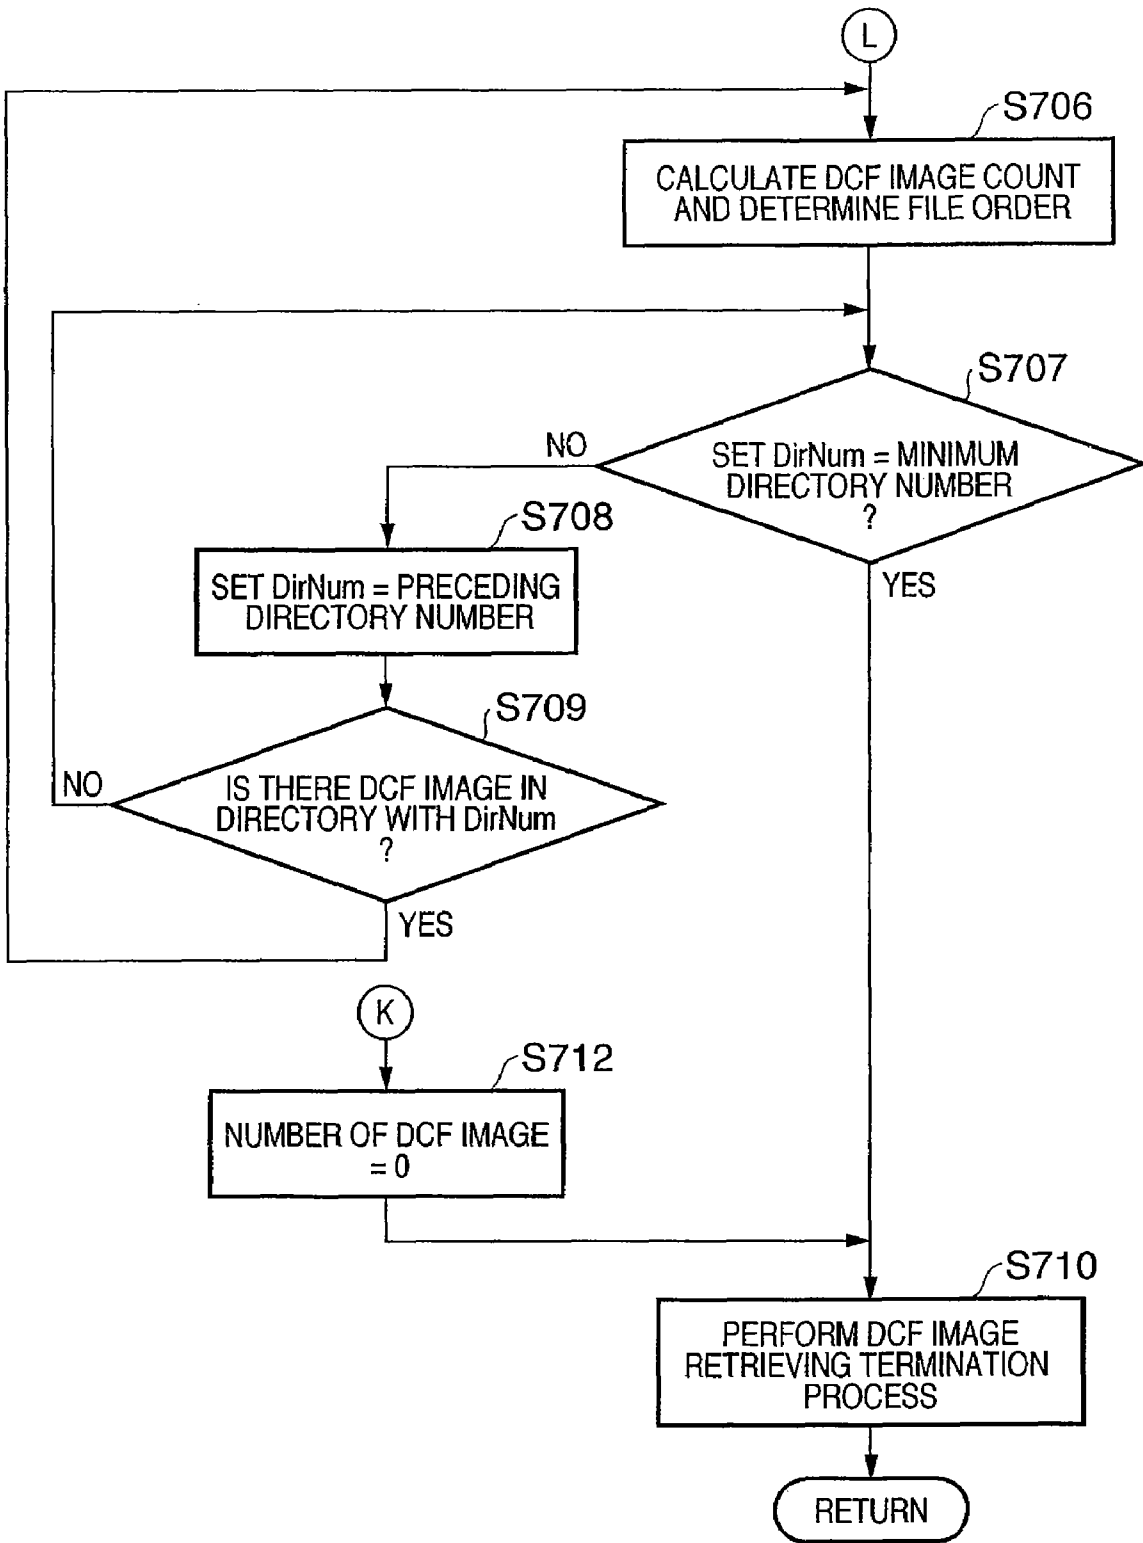 L
S706
CALCULATE DCF IMAGE COUNT
AND DETERMINE FILE ORDER
S707
NO
SET DirNum = MINIMUM
DIRECTORY NUMBER
?
YES
S708
SET DirNum = PRECEDING
DIRECTORY NUMBER
S709
NO
IS THERE DCF IMAGE IN
DIRECTORY WITH DirNum
?
YES
K
S712
NUMBER OF DCF IMAGE
= 0
S710
PERFORM DCF IMAGE
RETRIEVING TERMINATION
PROCESS
RETURN